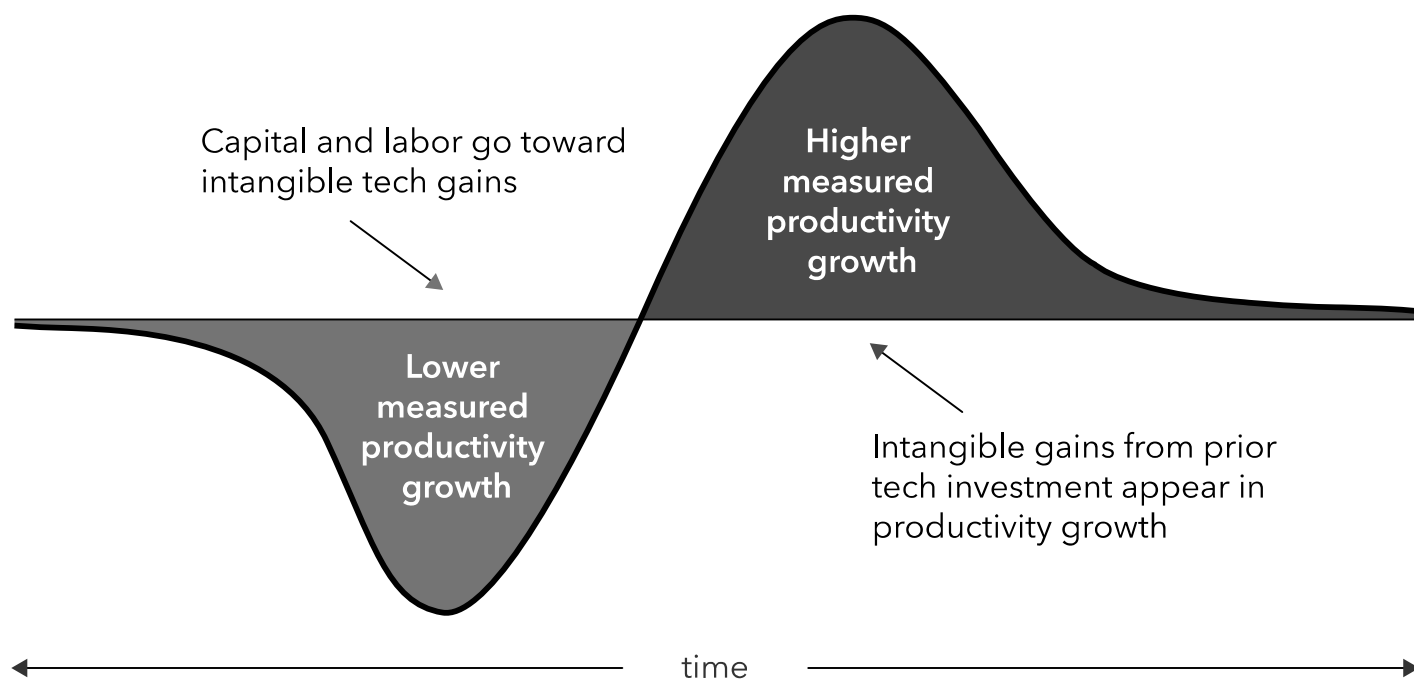 Capital and labor go toward
intangible tech gains
Higher
measured
productivity
growth
Lower
measured
productivity
growth
Intangible gains from prior
tech investment appear in
productivity growth
time